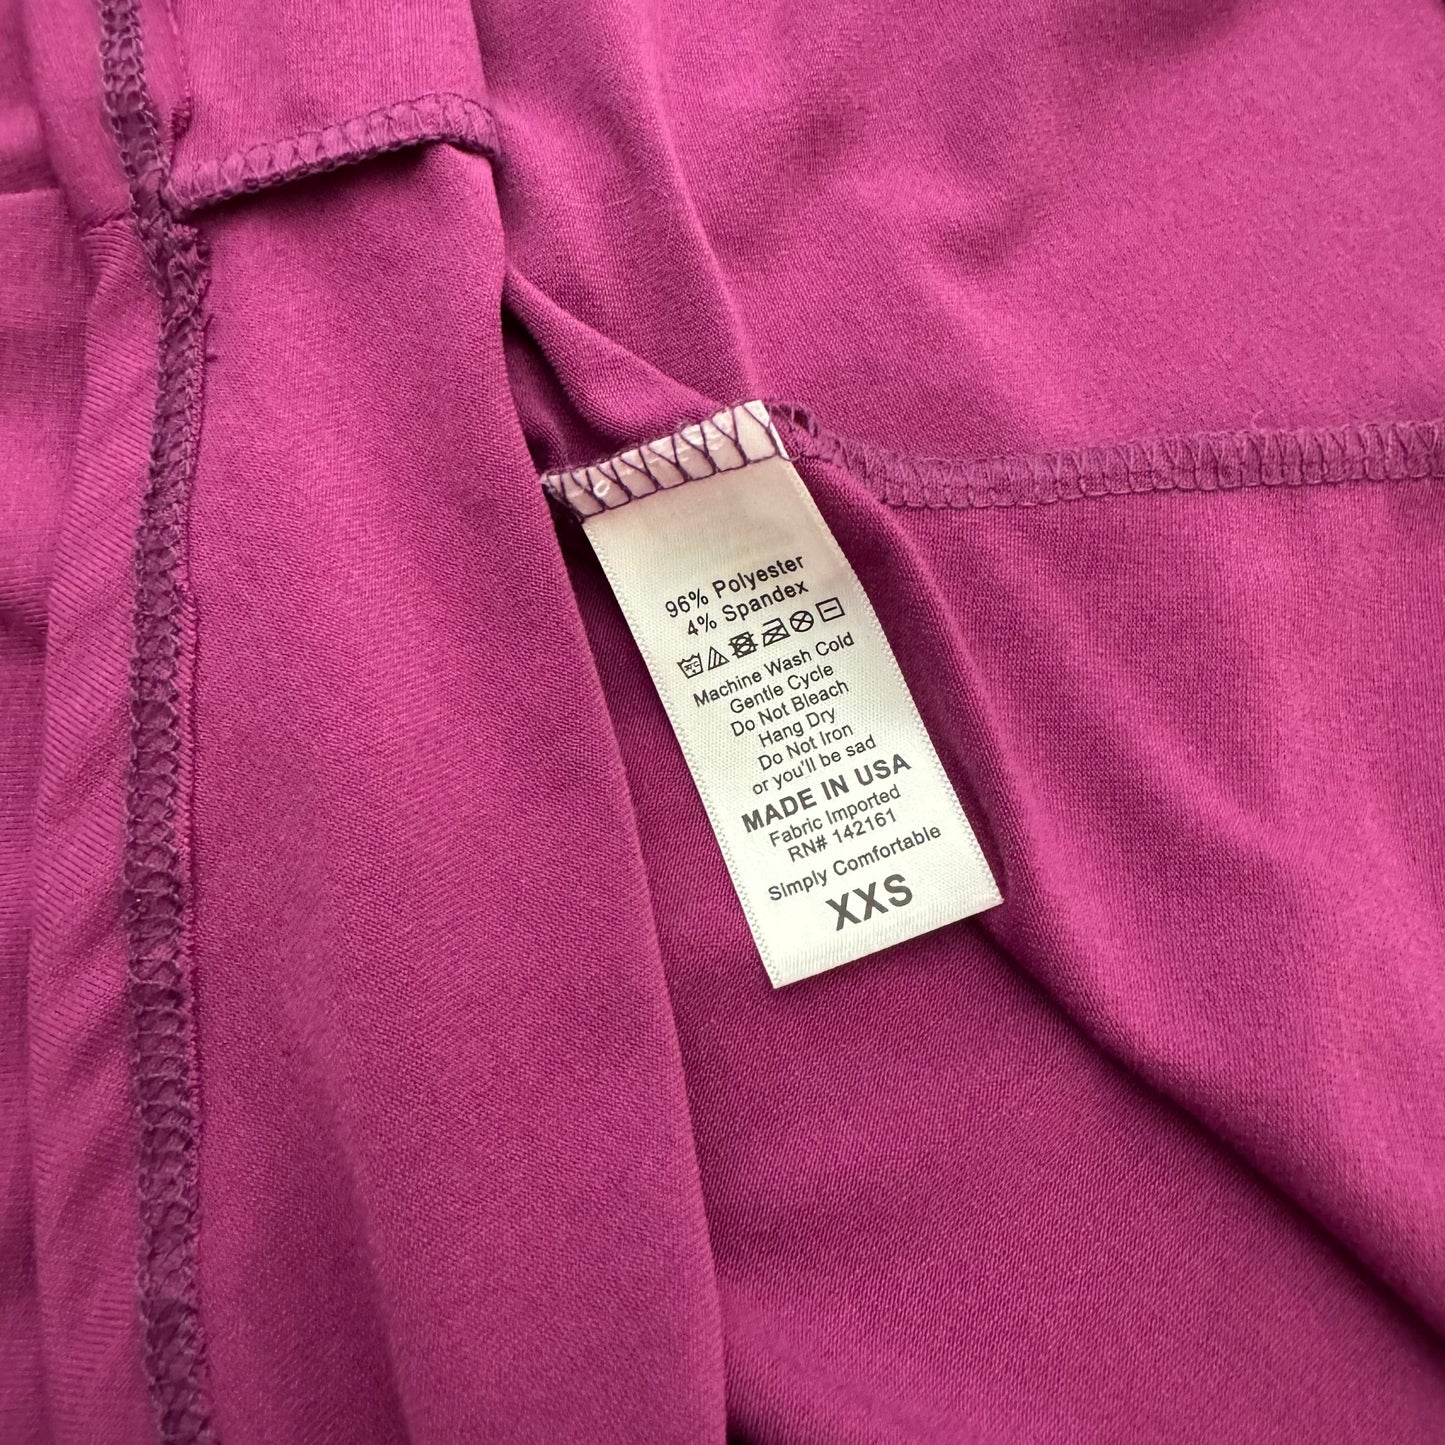 96% Polyester
4% Spandex
Machine Wash Cold
Gentle Cycle
Do Not Bleach
Hang Dry
Do Not Iron
or you'll be sad
MADE IN USA
Fabric Imported
RN# 142161
Simply Comfortable
XXS